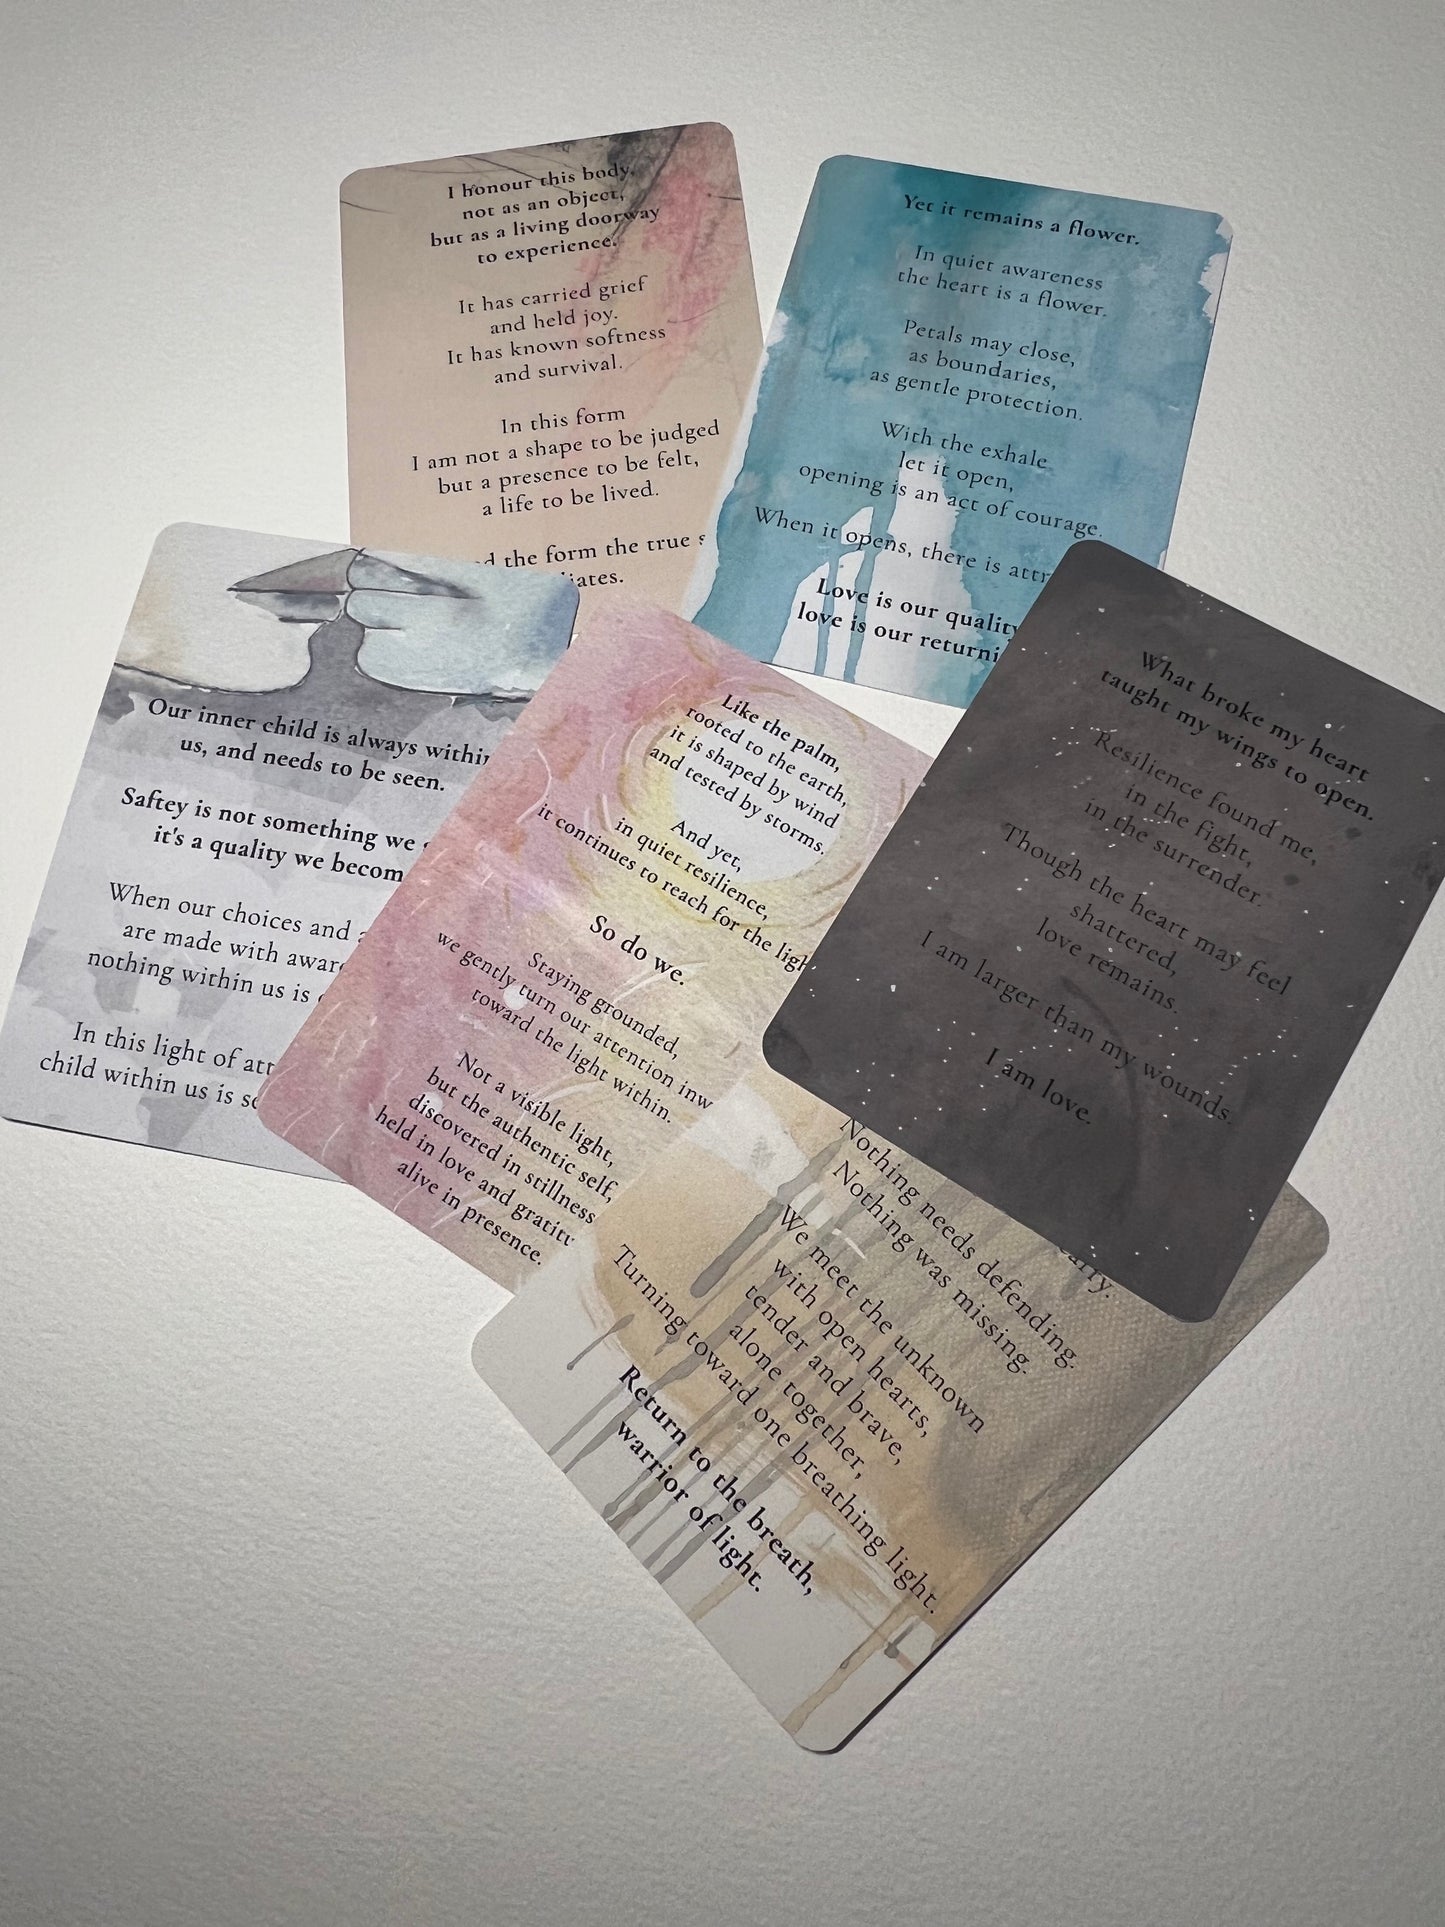 I honour this body,
not as an object,
but as a living doorway
to experience.
It has carried grief
and held joy.
It has known softness
and survival.
In this form
I am not a shape to be judged
but a presence to be felt,
a life to be lived.
the form the true
Yet it remains a flower.
In quiet awareness
the heart is a flower.
Petals may close,
as boundaries,
as gentle protection.
With the exhale
let it open,
opening is an act of courage.
When it opens, there is
Love is our quality
love is our
Our inner child is always within
us, and needs to be seen.
Saftey is not something we
it's a quality we becom
When our choices and
are made with
nothing within us is
In this light of
child within us is
Like the palm,
rooted to the earth,
it is shaped by wind
and tested by storms.
And yet,
in quiet resilience,
it continues to reach for the ligh
So do we.
Staying grounded,
we gently turn our attention inw
toward the light within.
Not a visible light,
but the authentic self,
discovered in stillness
held in love and gratitu
alive in presence.
What broke my heart
taught my wings to open.
Resilience found me,
in the fight,
in the surrender.
Though the heart may feel
shattered,
love remains.
I am larger than my wounds.
I am love.
arry.
Nothing needs defending.
Nothing was missing.
We meet the unknown
with open hearts,
tender and brave,
alone together,
Turning toward one breathing light.
Return to the breath,
warrior of light.